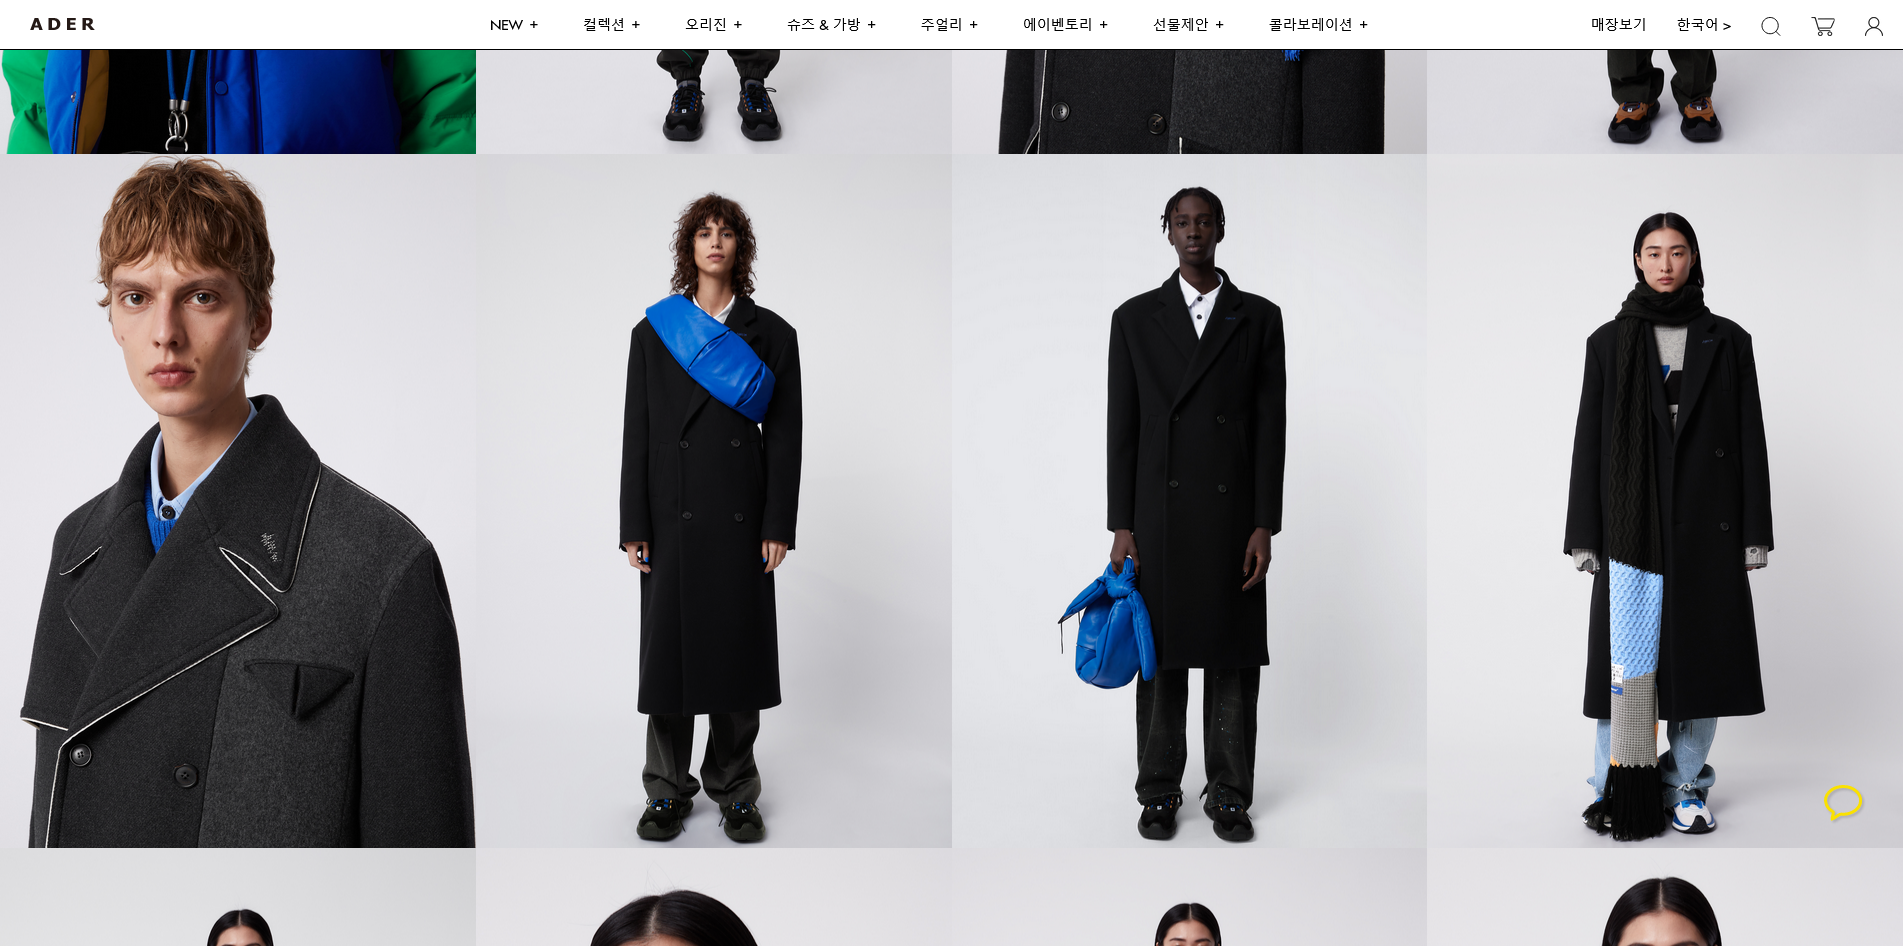 ADER
NEW +
컬렉션 +
오리진 +
슈즈 & 가방 +
주얼리 +
에이벤토리 +
선물제안 +
콜라보레이션 +
매장보기
한국어 >